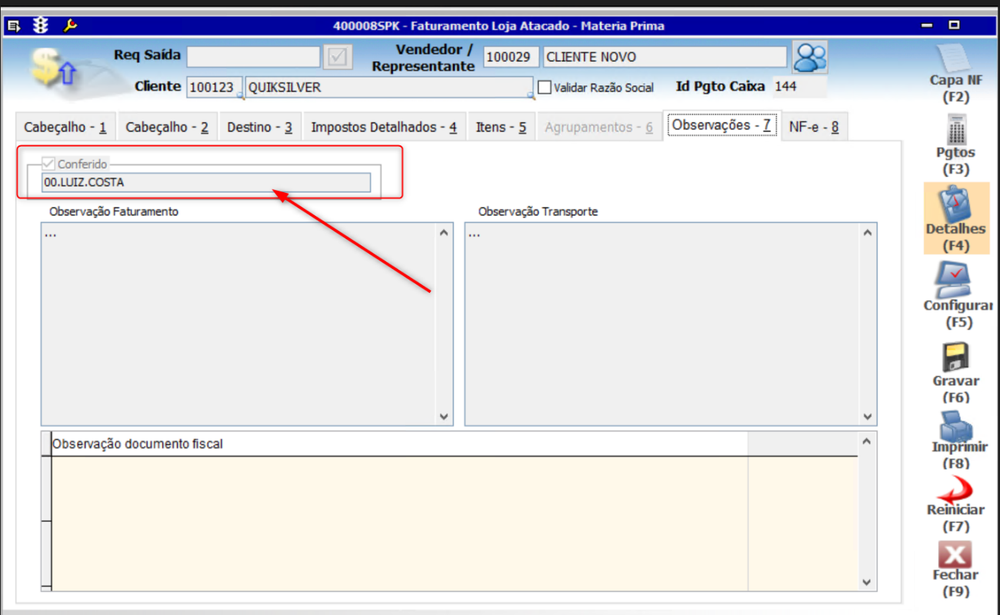 400008SPK - Faturamento Loja Atacado - Materia Prima
Req Saída
Vendedor / Representante 100029 CLIENTE NOVO
Cliente 100123 QUIKSILVER Validar Razão Social Id Pgto Caixa 144
Cabeçalho - 1 Cabeçalho - 2 Destino - 3 Impostos Detalhados - 4 Itens - 5 Agrupamentos - 6 Observações - 7 NF-e - 8
Conferido
00.LUIZ.COSTA
Observação Faturamento Observação Transporte
... ...
Observação documento fiscal
Capa NF
(F2)
Pgtos
(F3)
Detalhes
(F4)
Configurar
(F5)
Gravar
(F6)
Imprimir
(F8)
Reiniciar
(F7)
Fechar
(F9)